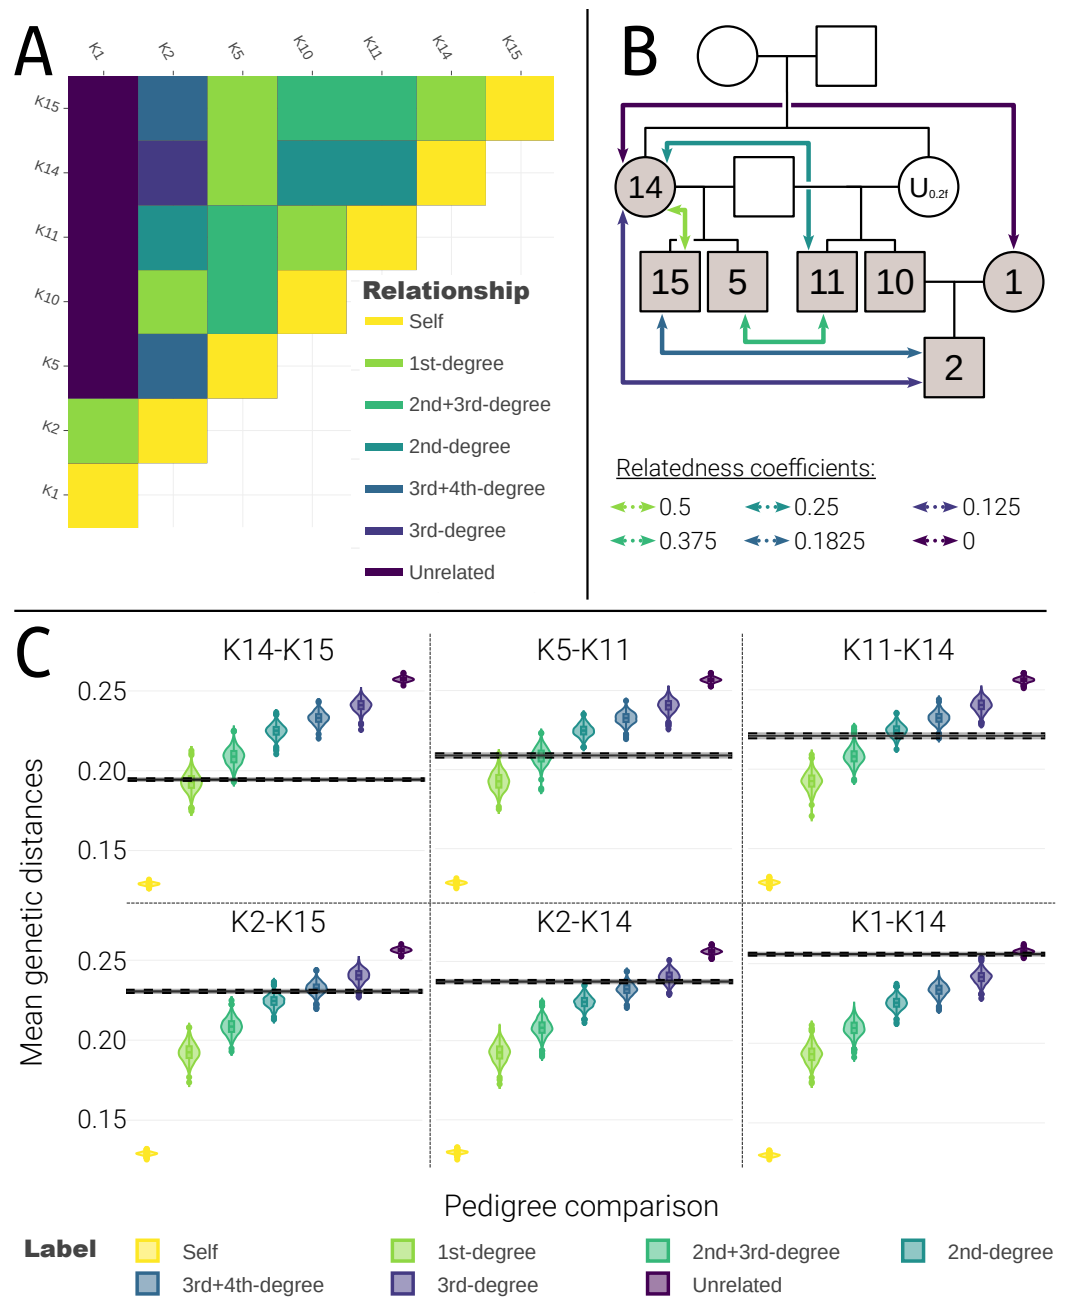 A
K1 K2 K5 K10 K11 K14 K15
K15
K14
K11
K10
K5
K2
K1
Relationship
Self
1st-degree
2nd+3rd-degree
2nd-degree
3rd+4th-degree
3rd-degree
Unrelated
B
14 U0.2f
15 5 11 10 1
2
Relatedness coefficients:
0.5 0.25 0.125
0.375 0.1825 0
C
K14-K15 K5-K11 K11-K14
0.25
0.20
0.15
K2-K15 K2-K14 K1-K14
0.25
0.20
0.15
Mean genetic distances
Pedigree comparison
Label Self 1st-degree 2nd+3rd-degree 2nd-degree
3rd+4th-degree 3rd-degree Unrelated